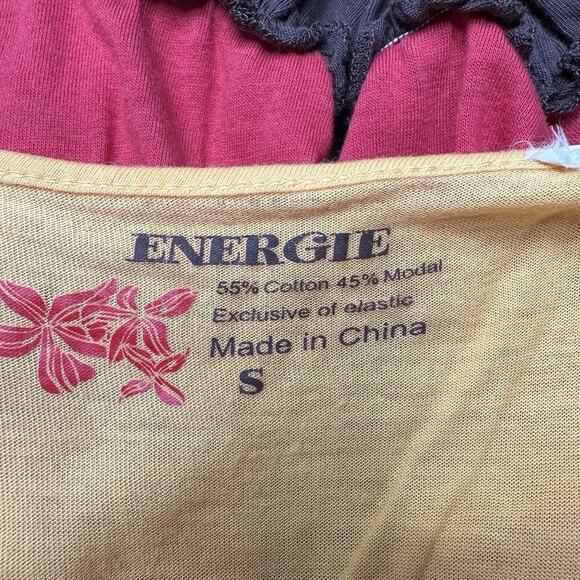 ENERGIE
55% Cotton 45% Modal
Exclusive of elastic
Made in China
S